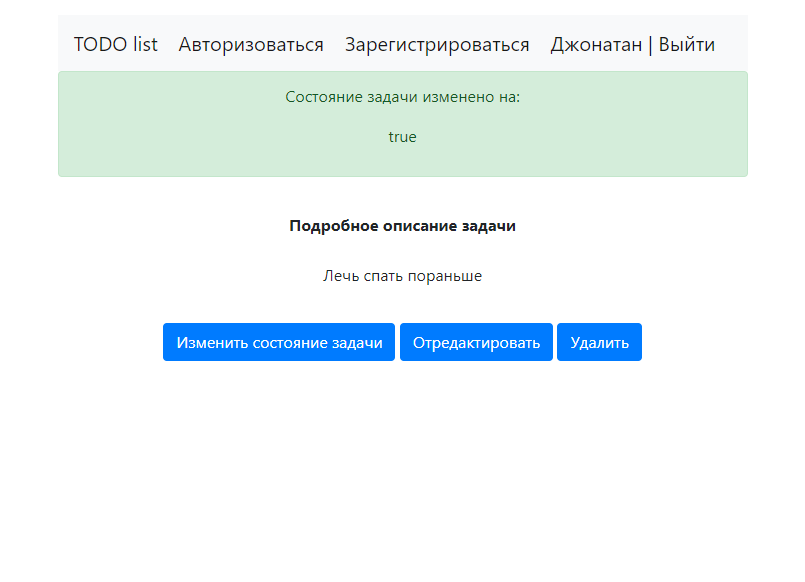 TODO list Авторизоваться Зарегистрироваться Джонатан | Выйти
Состояние задачи изменено на:
true
Подробное описание задачи
Лечь спать пораньше
Изменить состояние задачи Отредактировать Удалить